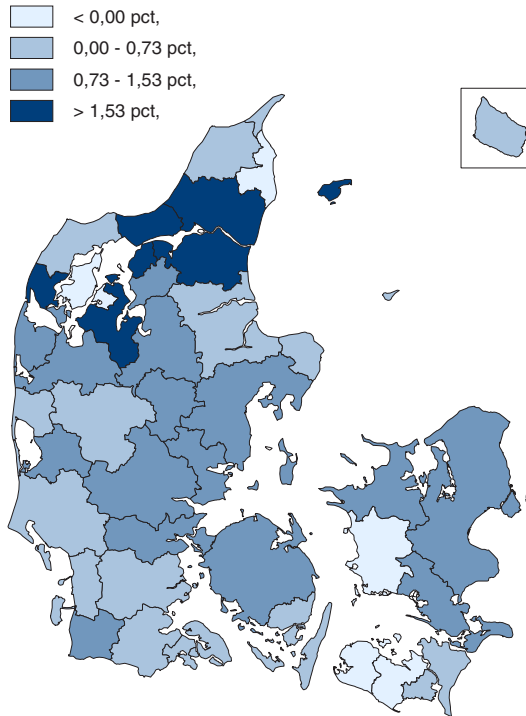 < 0,00 pct,
0,00 - 0,73 pct,
0,73 - 1,53 pct,
> 1,53 pct,